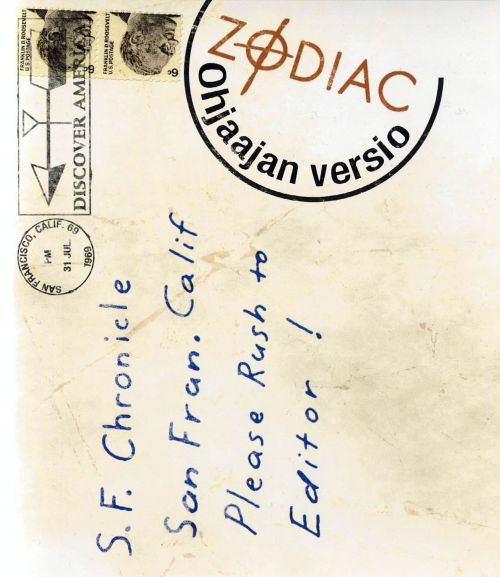 ZODIAC
Ohjaajan versio
FRANKLIN D. ROOSEVELT
U.S. POSTAGE
6¢
FRANKLIN D. ROOSEVELT
U.S. POSTAGE
6¢
DISCOVER AMERICA
SAN FRANCISCO, CALIF. 69
PM
31 JUL
1969
S.F. Chronicle
San Fran. Calif
Please Rush to
Editor !